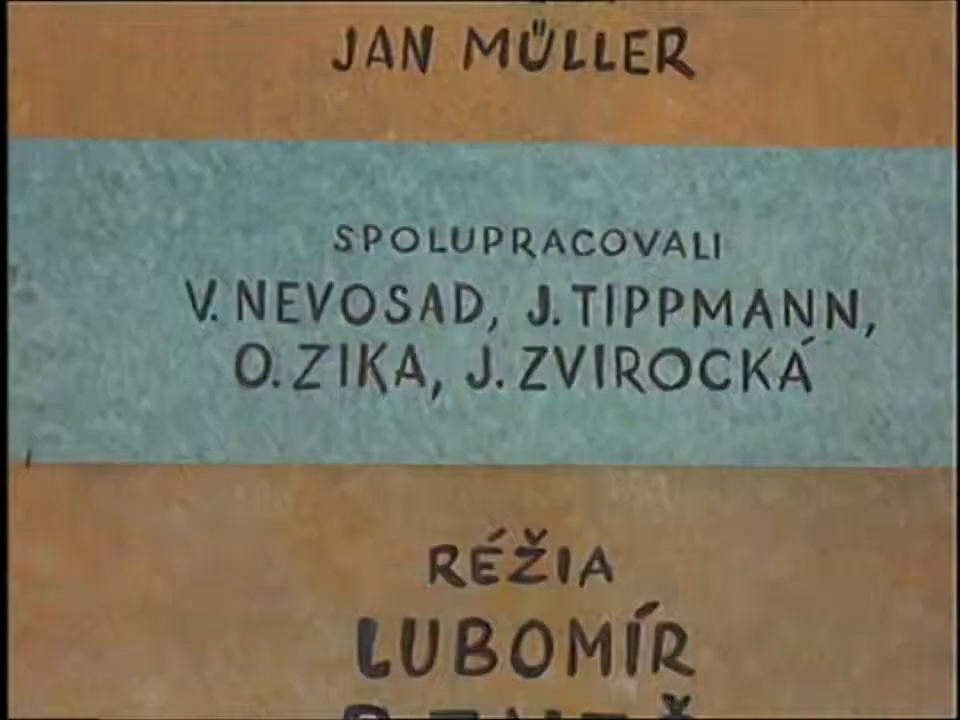 JAN MÜLLER
SPOLUPRACOVALI
V. NEVOSAD, J. TIPPMANN,
O. ZIKA, J. ZVIROCKÁ
RÉŽIA
LUBOMÍR